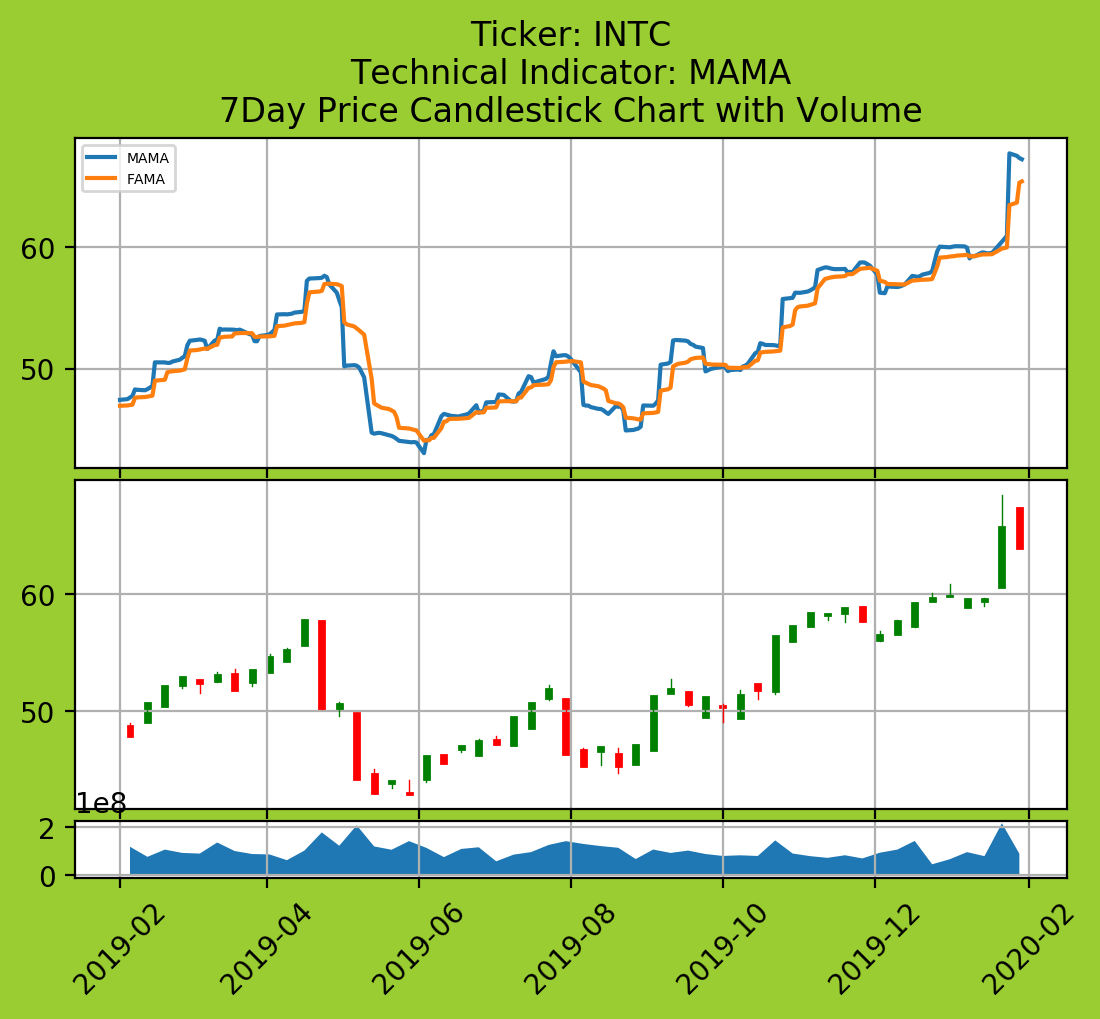 Ticker: INTC
Technical Indicator: MAMA
7Day Price Candlestick Chart with Volume
MAMA
FAMA
60
50
60
50
1e8
2
0
2019-02
2019-04
2019-06
2019-08
2019-10
2019-12
2020-02